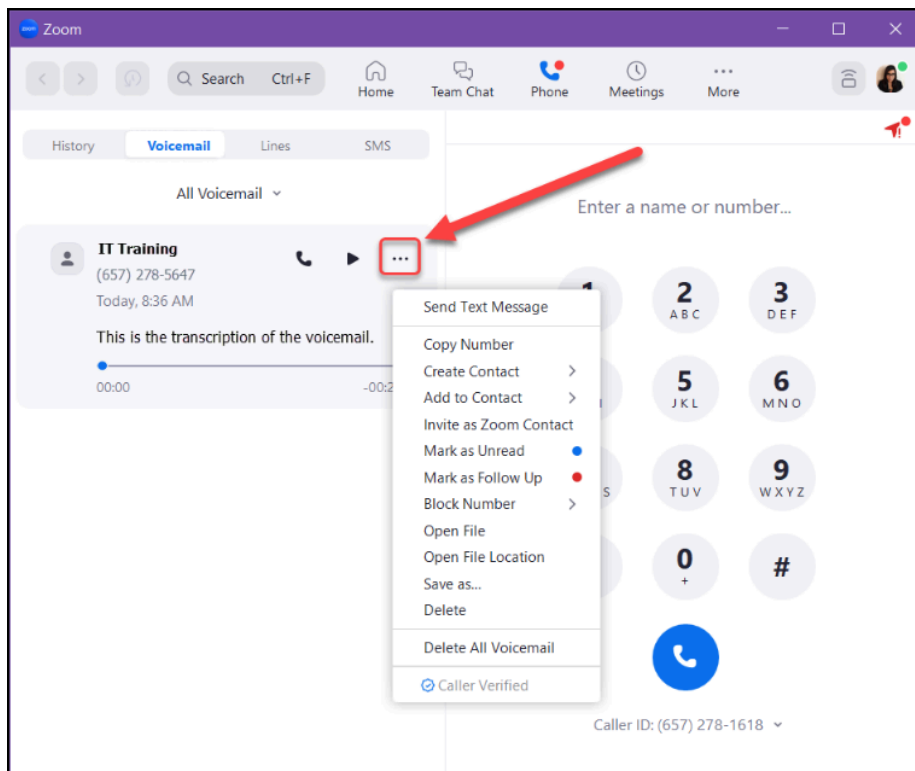 Zoom
Search Ctrl+F
Home
Team Chat
Phone
Meetings
More
History
Voicemail
Lines
SMS
All Voicemail
Enter a name or number...
IT Training
(657) 278-5647
Today, 8:36 AM
This is the transcription of the voicemail.
00:00
Send Text Message
Copy Number
Create Contact
Add to Contact
Invite as Zoom Contact
Mark as Unread
Mark as Follow Up
Block Number
Open File
Open File Location
Save as...
Delete
Delete All Voicemail
Caller Verified
2
ABC
3
DEF
5
JKL
6
MNO
S
8
TUV
9
WXYZ
0
+
#
Caller ID: (657) 278-1618